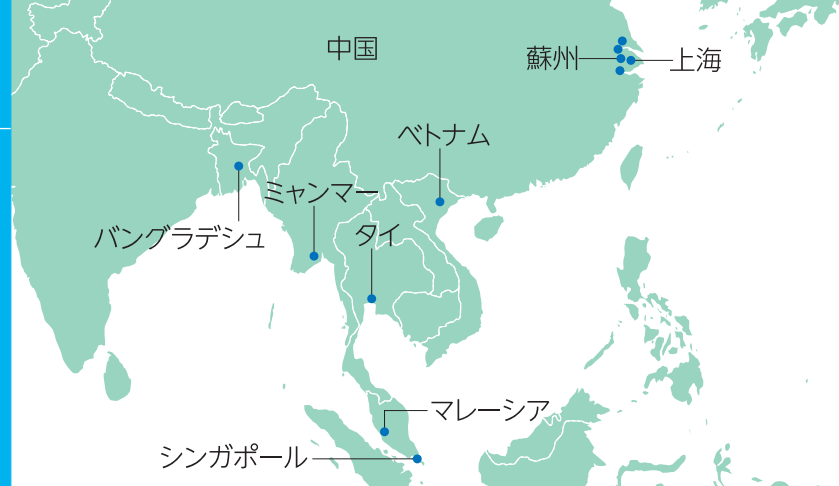 中国
蘇州
上海
ベトナム
ミャンマー
バングラデシュ
タイ
マレーシア
シンガポール